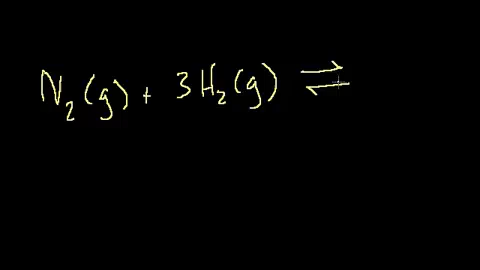 N₂(g) + 3H₂(g) ⇌